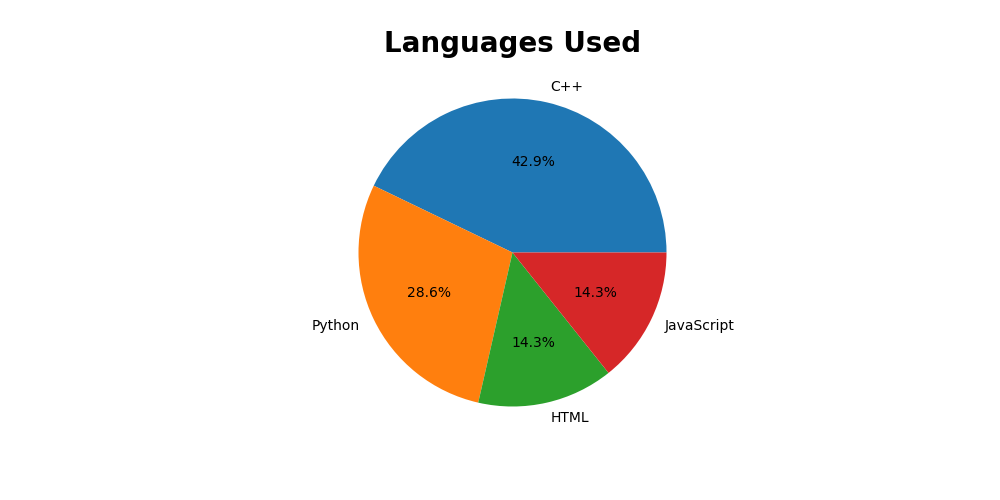 Languages Used
C++
42.9%
28.6%
14.3%
Python
JavaScript
14.3%
HTML